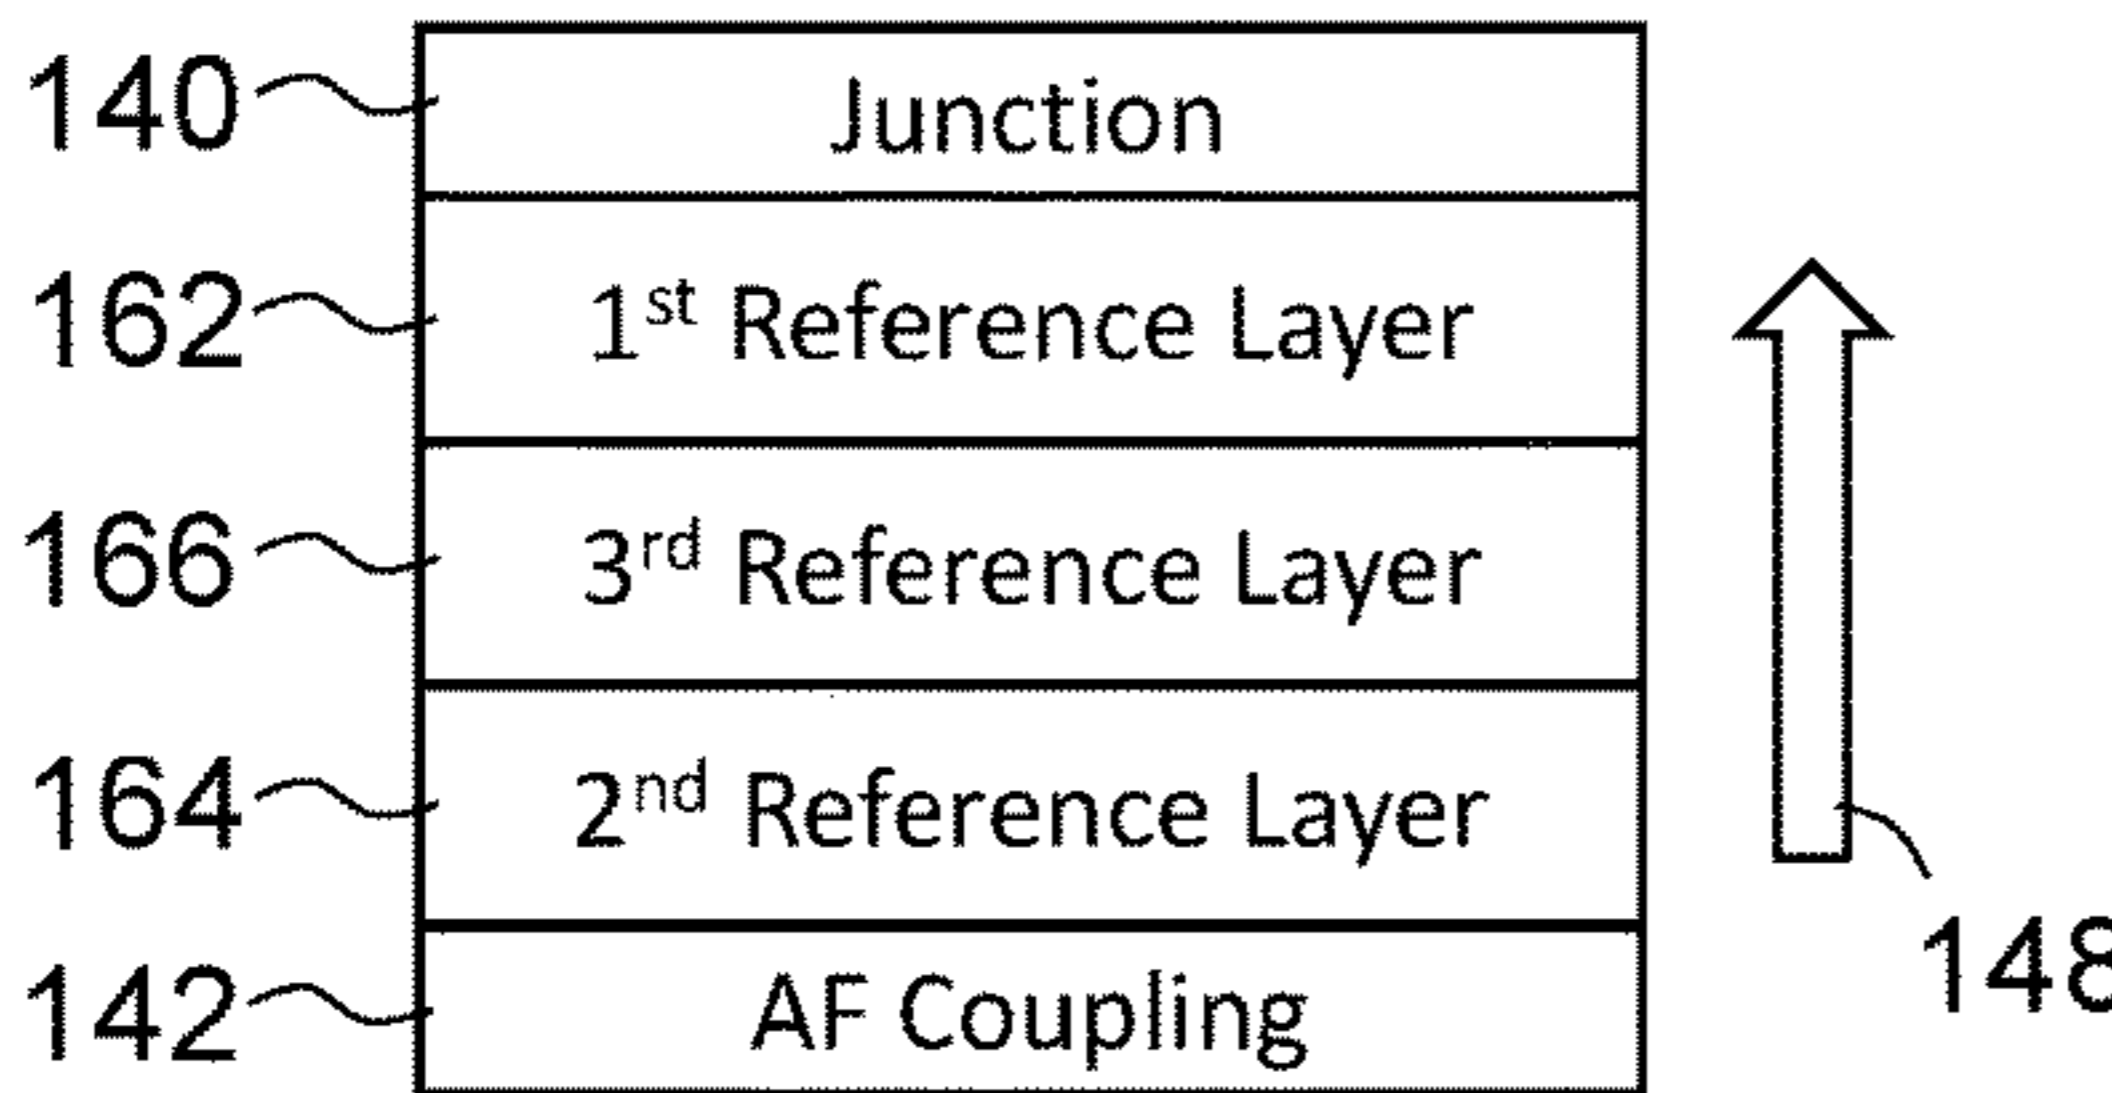 140 Junction
162 1st Reference Layer
166 3rd Reference Layer
164 2nd Reference Layer
148
142 AF Coupling